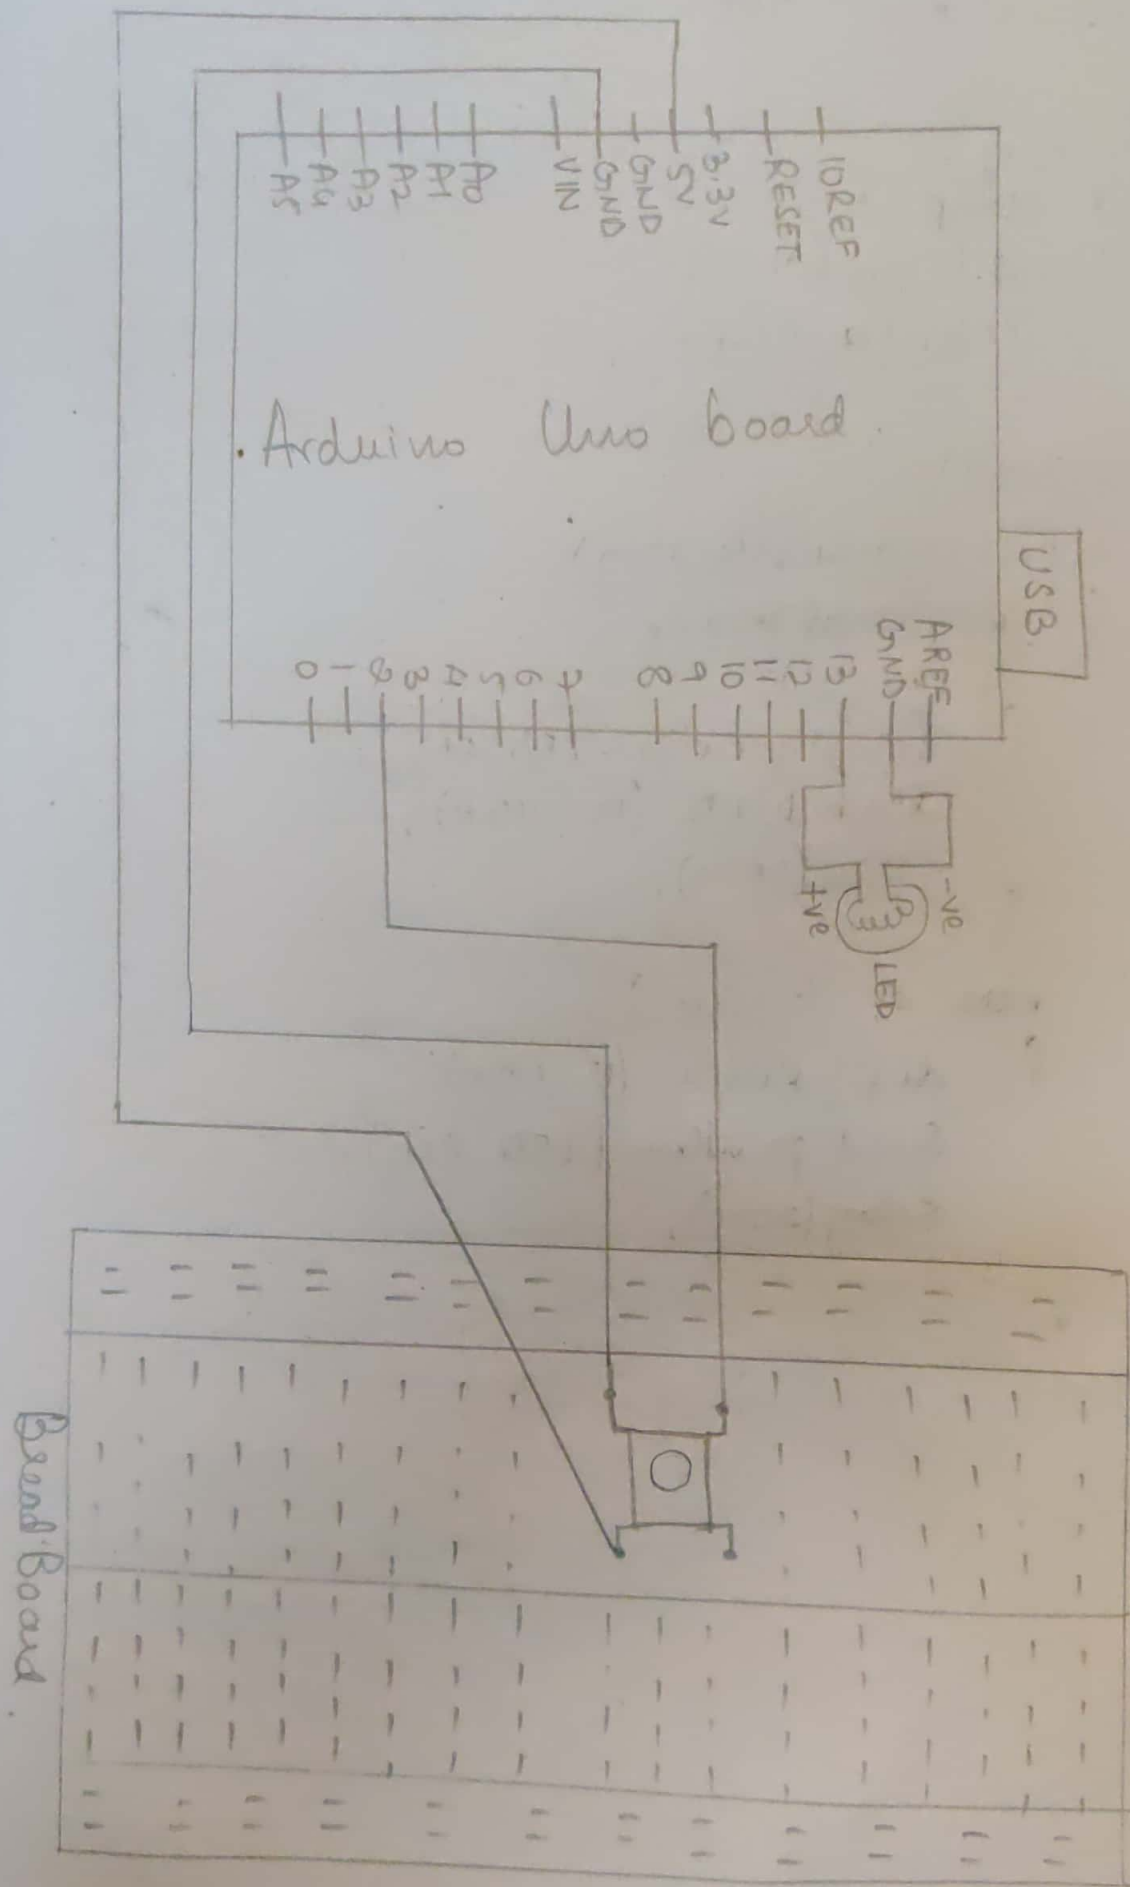 IOREF
RESET
3.3V
5V
GND
GND
VIN
A0
A1
A2
A3
A4
A5
Arduino Uno board.
USB.
AREF
GND
13
12
11
10
9
8
7
6
5
4
3
2
1
0
-ve
+ve
LED
Bread Board.